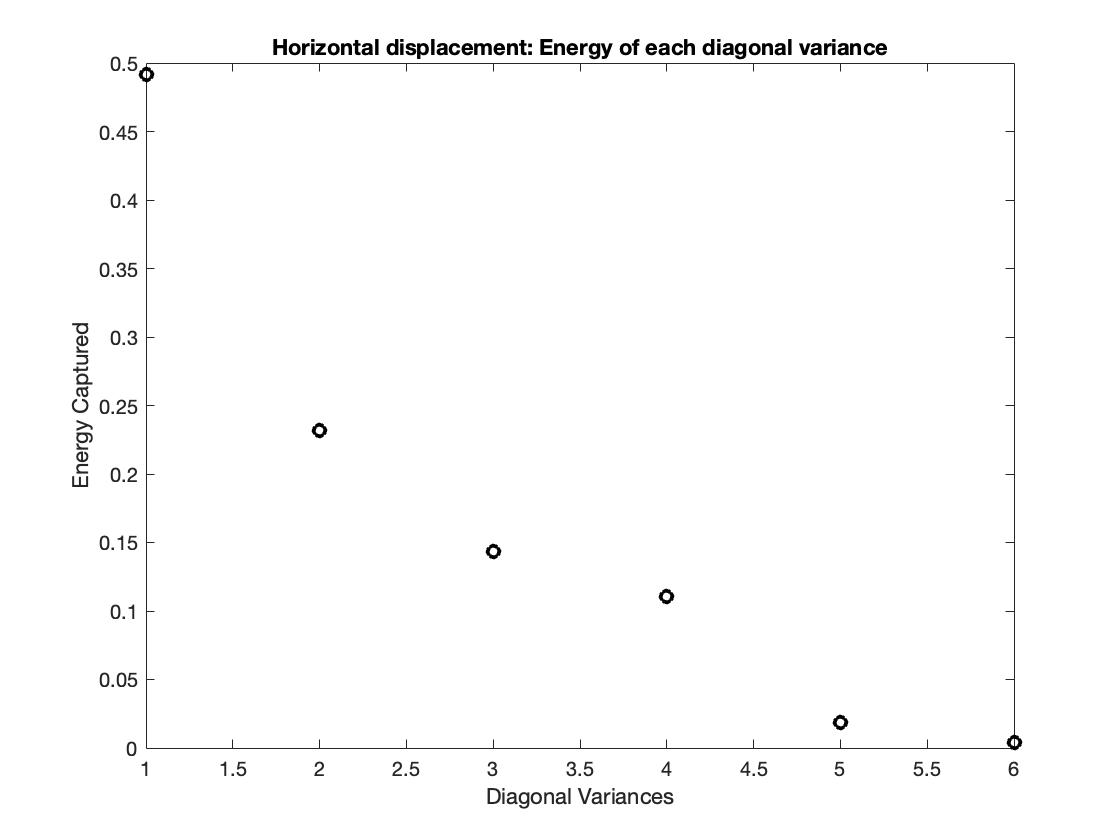 Horizontal displacement: Energy of each diagonal variance
0.5
0.45
0.4
0.35
0.3
0.25
0.2
0.15
0.1
0.05
0
Energy Captured
1 1.5 2 2.5 3 3.5 4 4.5 5 5.5 6
Diagonal Variances